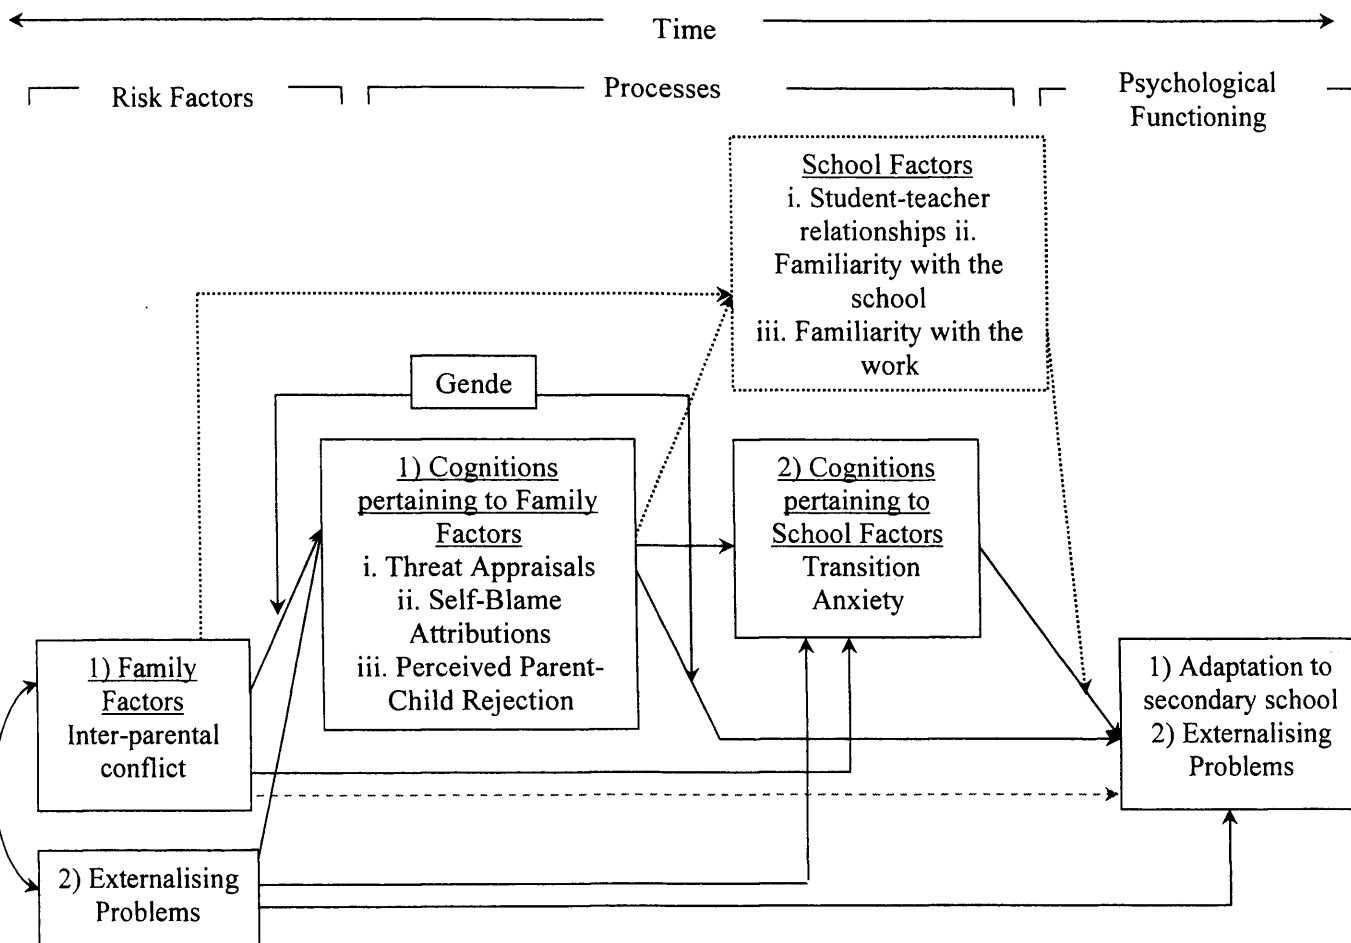 Time
Risk Factors
Processes
Psychological
Functioning
School Factors
i. Student-teacher
relationships ii.
Familiarity with the
school
iii. Familiarity with the
work
Gende
1) Cognitions
pertaining to Family
Factors
i. Threat Appraisals
ii. Self-Blame
Attributions
iii. Perceived Parent-
Child Rejection
2) Cognitions
pertaining to
School Factors
Transition
Anxiety
1) Family
Factors
Inter-parental
conflict
1) Adaptation to
secondary school
2) Externalising
Problems
2) Externalising
Problems